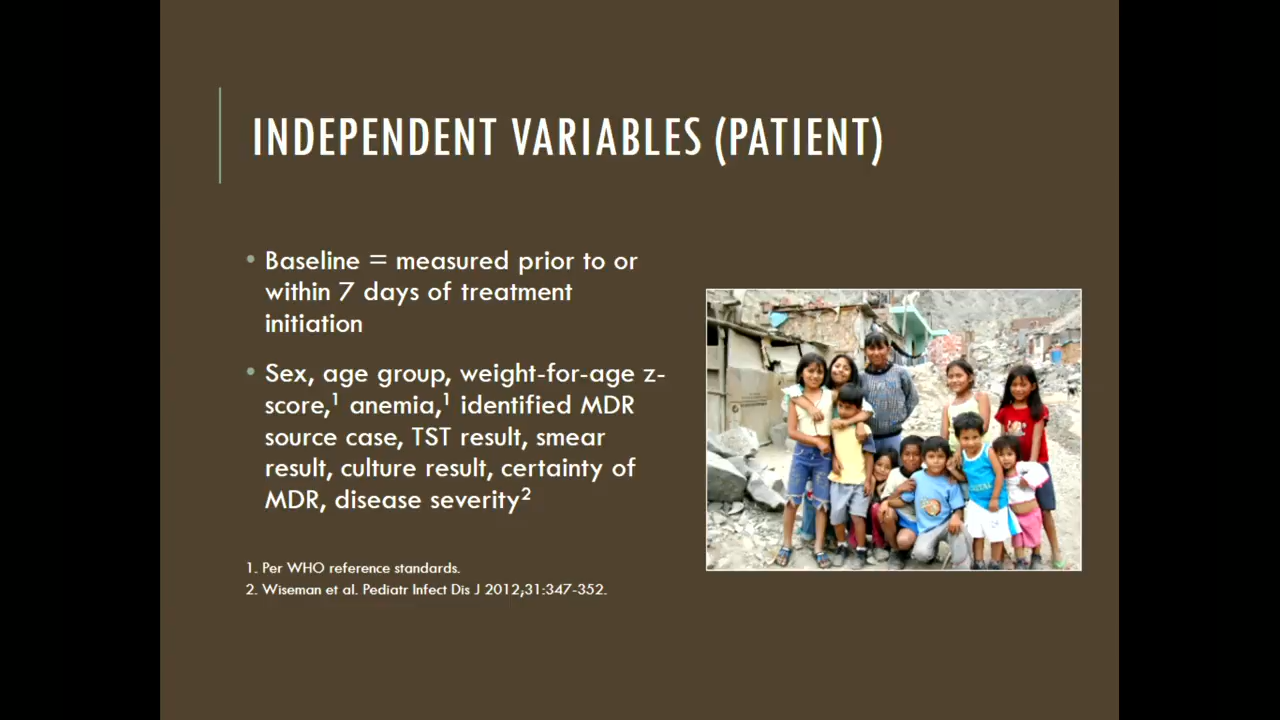 INDEPENDENT VARIABLES (PATIENT)
• Baseline = measured prior to or
within 7 days of treatment
initiation
• Sex, age group, weight-for-age z-
score,¹ anemia,¹ identified MDR
source case, TST result, smear
result, culture result, certainty of
MDR, disease severity²
1. Per WHO reference standards.
2. Wiseman et al. Pediatr Infect Dis J 2012,31:347-352.